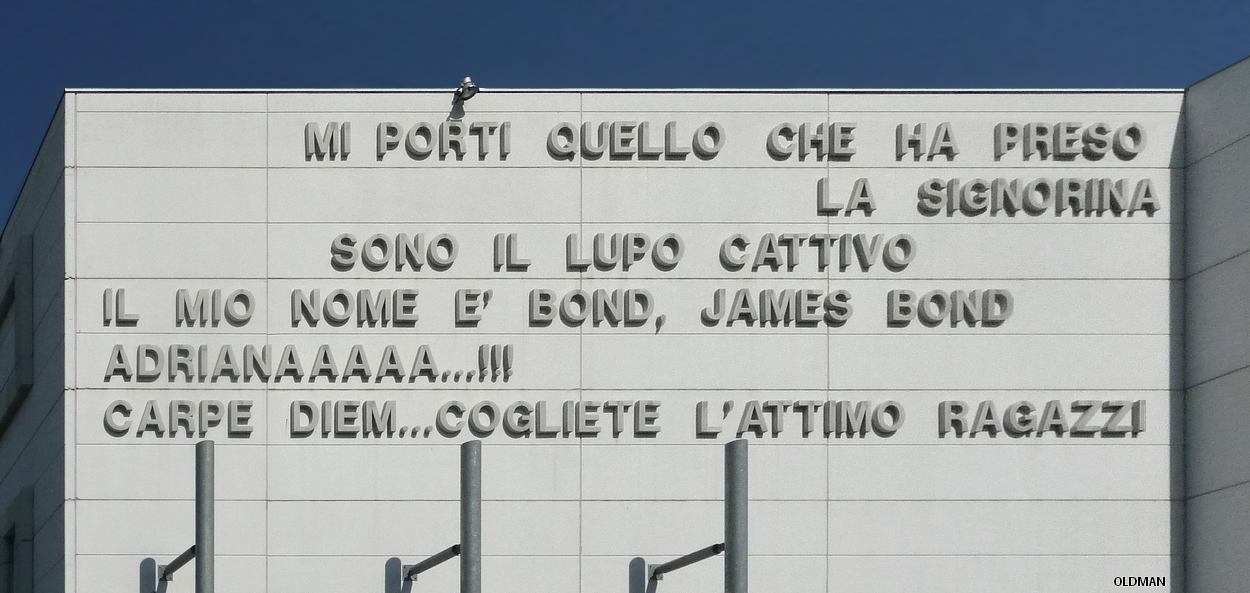 MI PORTI QUELLO CHE HA PRESO
LA SIGNORINA
SONO IL LUPO CATTIVO
IL MIO NOME E' BOND, JAMES BOND
ADRIANAAAAA...!!!
CARPE DIEM...COGLIETE L'ATTIMO RAGAZZI
OLDMAN